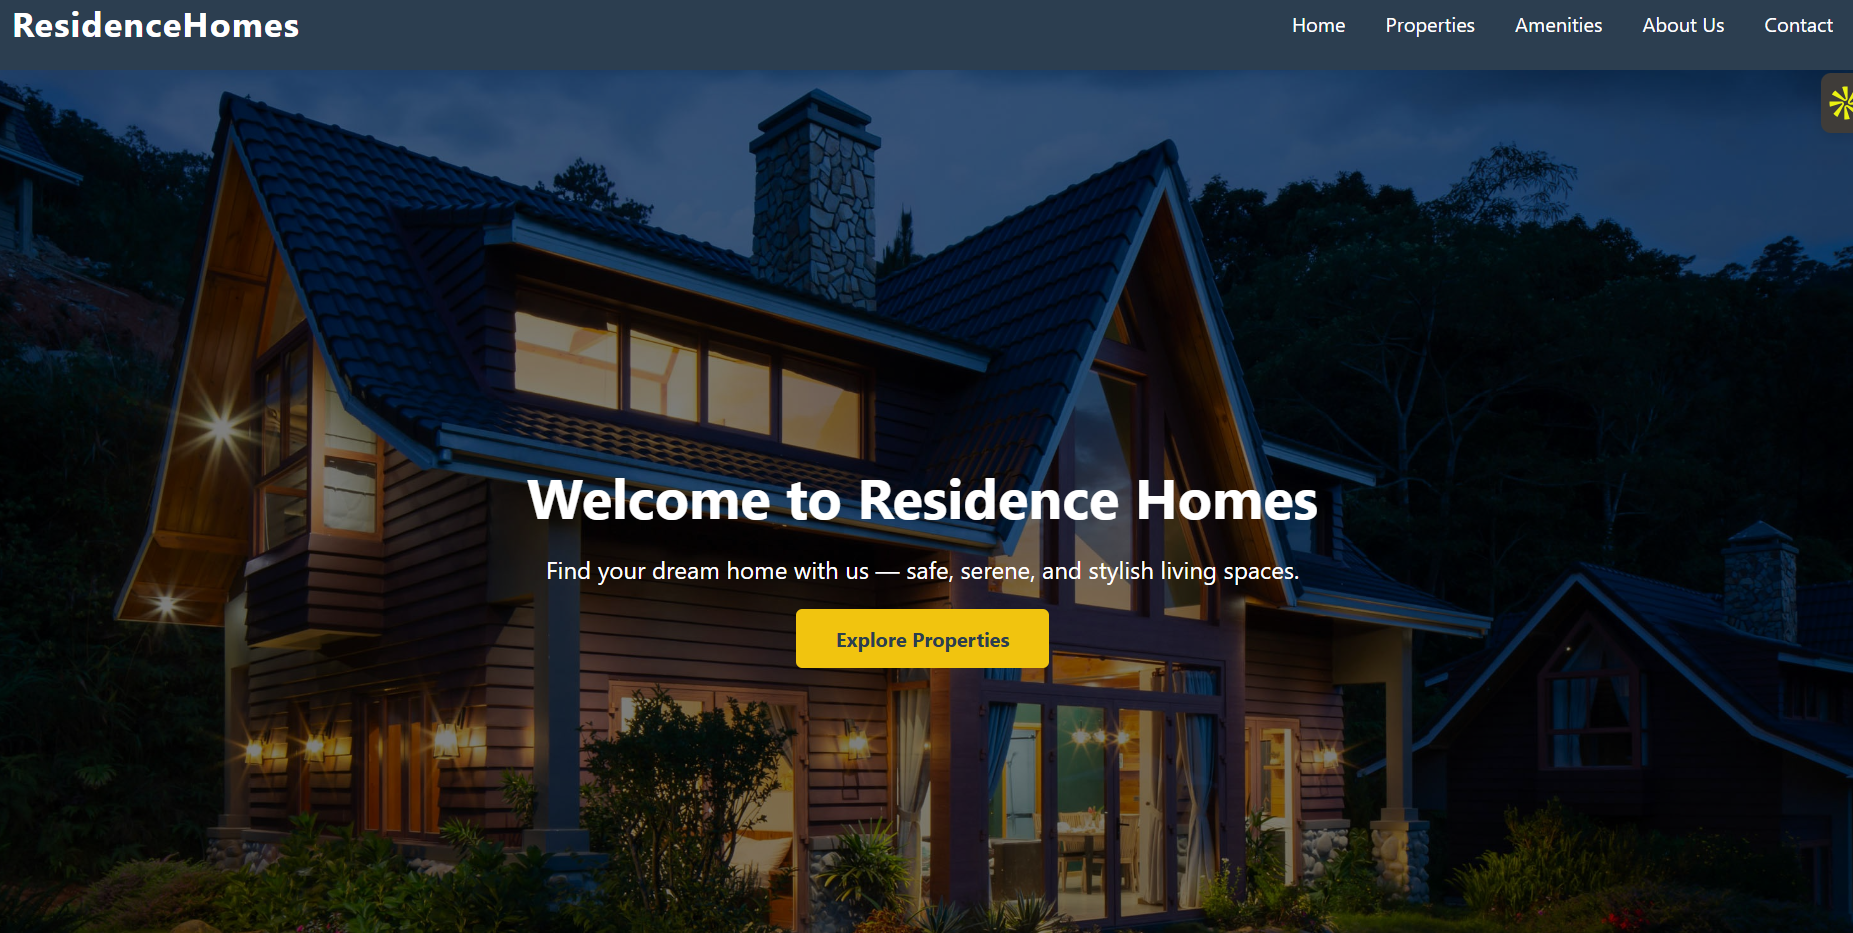 ResidenceHomes
Home Properties Amenities About Us Contact
Welcome to Residence Homes
Find your dream home with us — safe, serene, and stylish living spaces.
Explore Properties